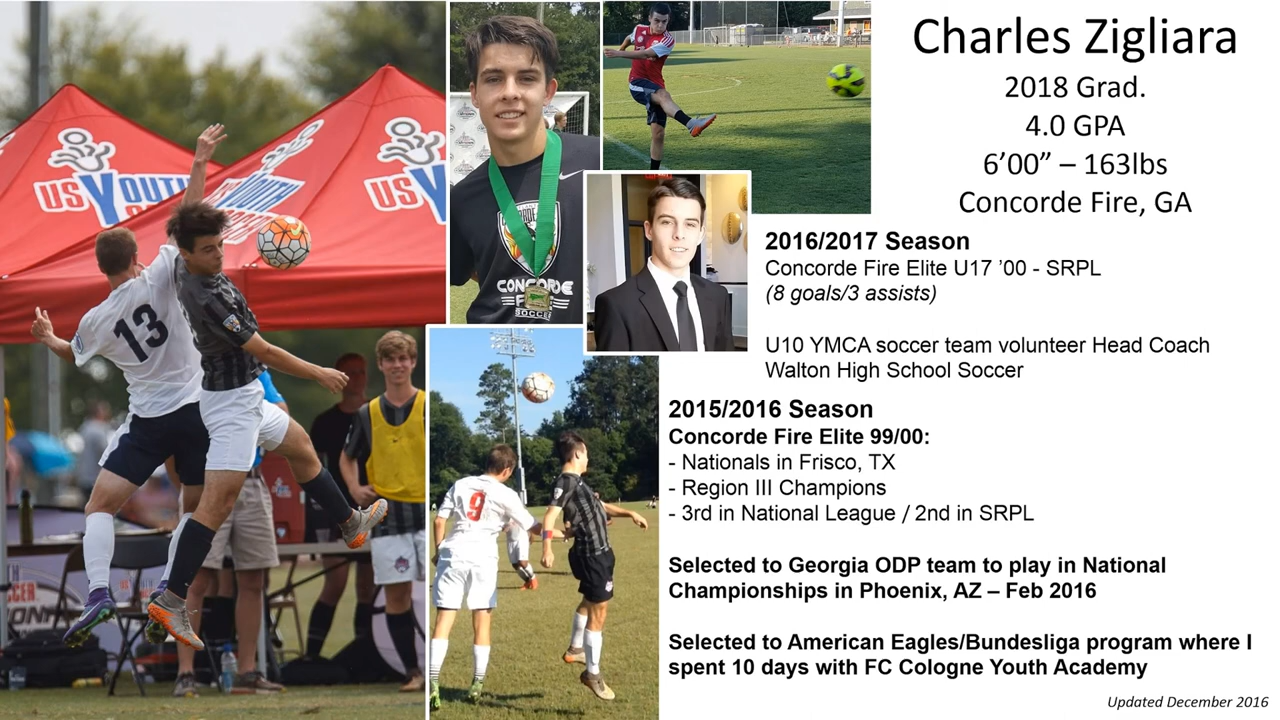 Charles Zigliara
2018 Grad.
4.0 GPA
6’00” – 163lbs
Concorde Fire, GA
2016/2017 Season
Concorde Fire Elite U17 ’00 - SRPL
(8 goals/3 assists)
U10 YMCA soccer team volunteer Head Coach
Walton High School Soccer
2015/2016 Season
Concorde Fire Elite 99/00:
- Nationals in Frisco, TX
- Region III Champions
- 3rd in National League / 2nd in SRPL
Selected to Georgia ODP team to play in National
Championships in Phoenix, AZ – Feb 2016
Selected to American Eagles/Bundesliga program where I
spent 10 days with FC Cologne Youth Academy
Updated December 2016
US YOUTH
13
CONCORDE
FIRE
SOCCER
9